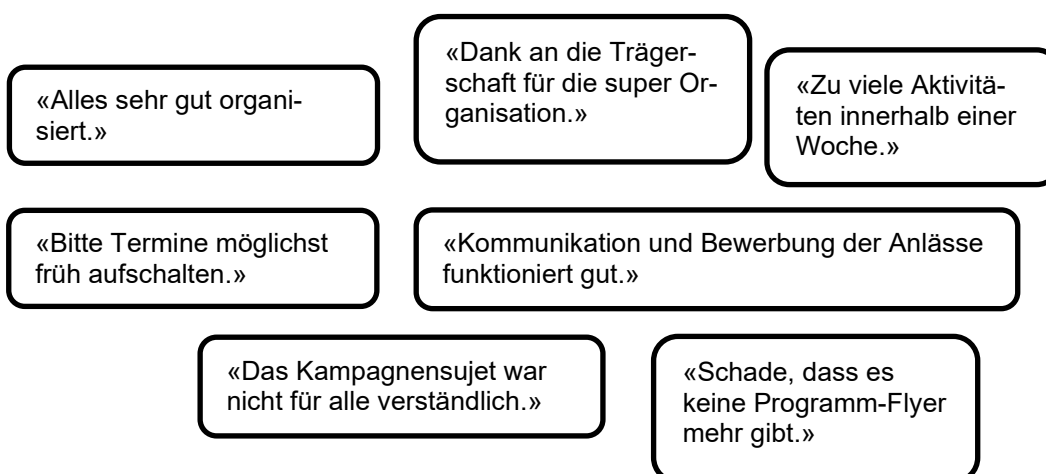 «Alles sehr gut organi-
siert.»
«Dank an die Träger-
schaft für die super Or-
ganisation.»
«Zu viele Aktivitä-
ten innerhalb einer
Woche.»
«Bitte Termine möglichst
früh aufschalten.»
«Kommunikation und Bewerbung der Anlässe
funktioniert gut.»
«Das Kampagnensujet war
nicht für alle verständlich.»
«Schade, dass es
keine Programm-Flyer
mehr gibt.»